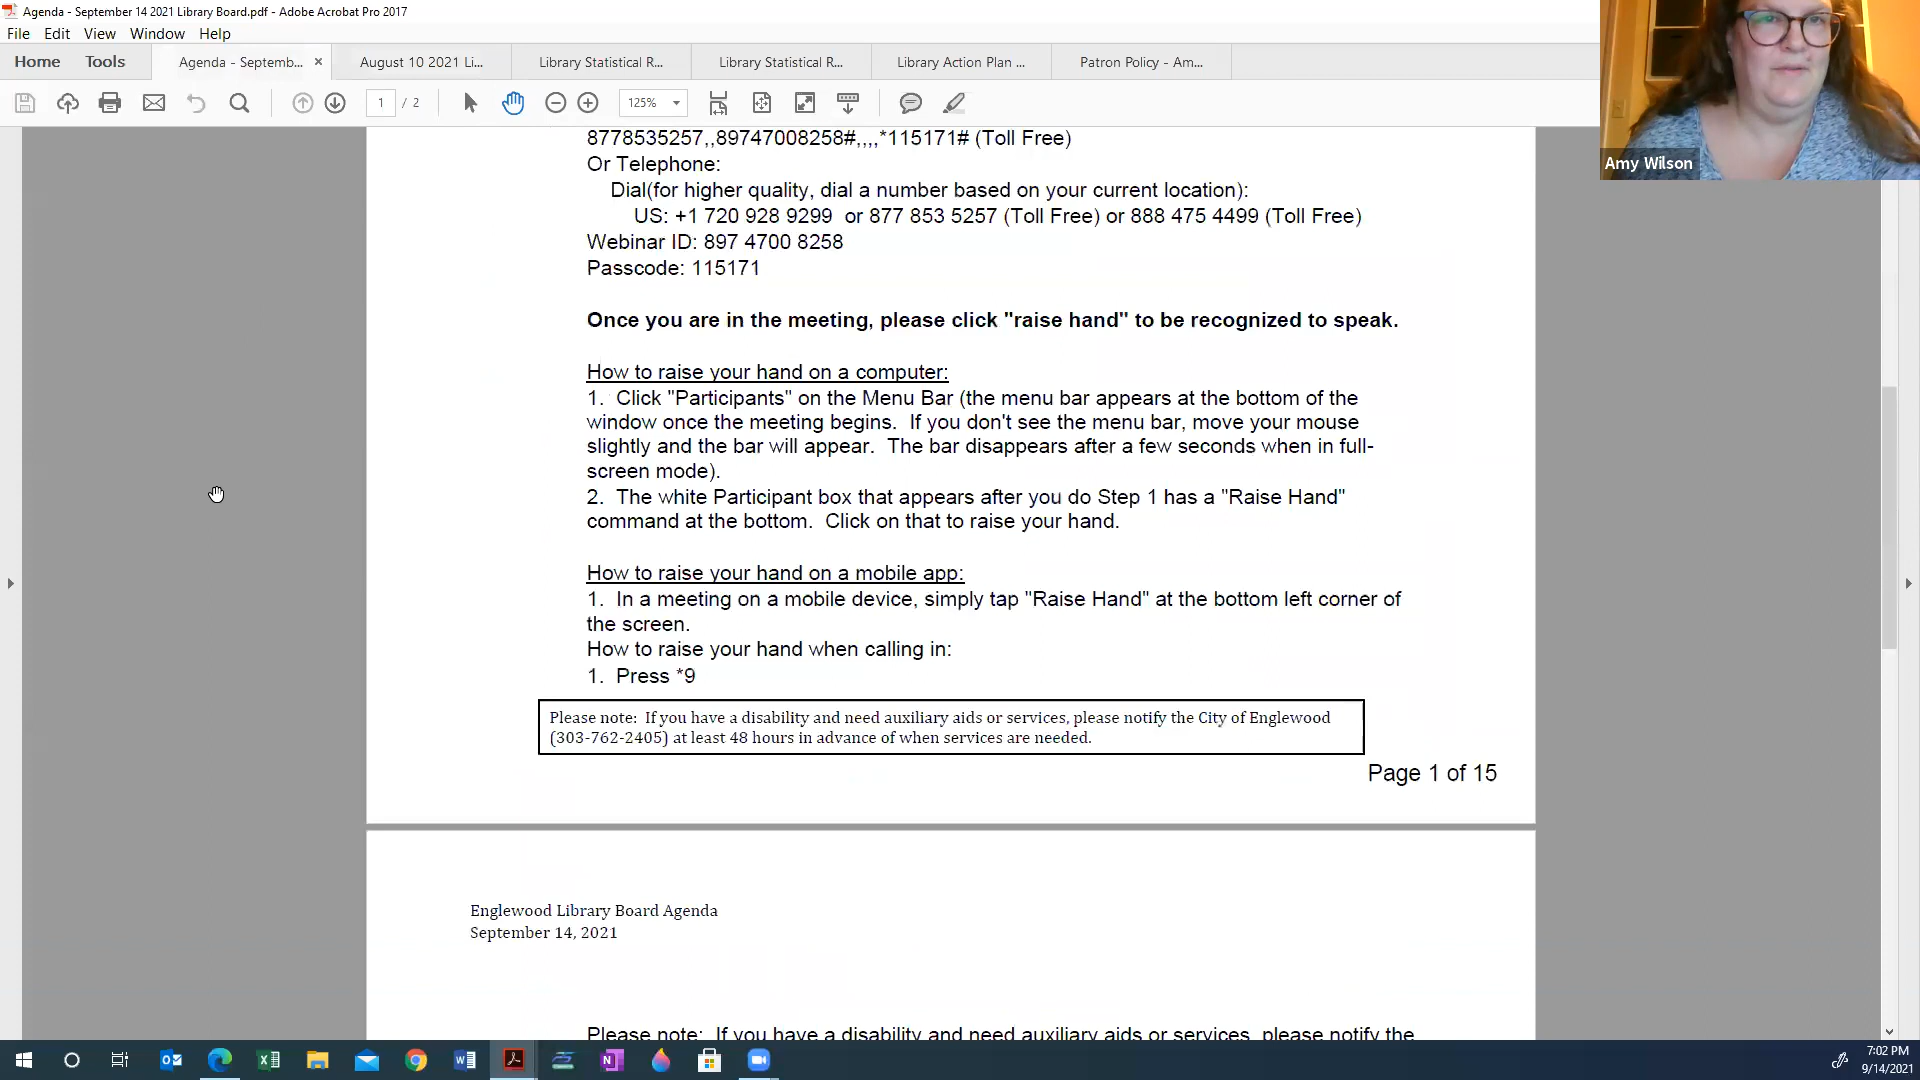 Agenda - September 14 2021 Library Board.pdf - Adobe Acrobat Pro 2017
File Edit View Window Help
Home Tools Agenda - Septemb... × August 10 2021 Li... Library Statistical R... Library Statistical R... Library Action Plan ... Patron Policy - Am...
1 / 2 125%
Amy Wilson
8778535257,,89747008258#,,,,*115171# (Toll Free)
Or Telephone:
Dial(for higher quality, dial a number based on your current location):
US: +1 720 928 9299 or 877 853 5257 (Toll Free) or 888 475 4499 (Toll Free)
Webinar ID: 897 4700 8258
Passcode: 115171
Once you are in the meeting, please click "raise hand" to be recognized to speak.
How to raise your hand on a computer:
1. Click "Participants" on the Menu Bar (the menu bar appears at the bottom of the
window once the meeting begins. If you don't see the menu bar, move your mouse
slightly and the bar will appear. The bar disappears after a few seconds when in full-
screen mode).
2. The white Participant box that appears after you do Step 1 has a "Raise Hand"
command at the bottom. Click on that to raise your hand.
How to raise your hand on a mobile app:
1. In a meeting on a mobile device, simply tap "Raise Hand" at the bottom left corner of
the screen.
How to raise your hand when calling in:
1. Press *9
Please note: If you have a disability and need auxiliary aids or services, please notify the City of Englewood
(303-762-2405) at least 48 hours in advance of when services are needed.
Page 1 of 15
Englewood Library Board Agenda
September 14, 2021
Please note: If you have a disability and need auxiliary aids or services, please notify the
7:02 PM
9/14/2021